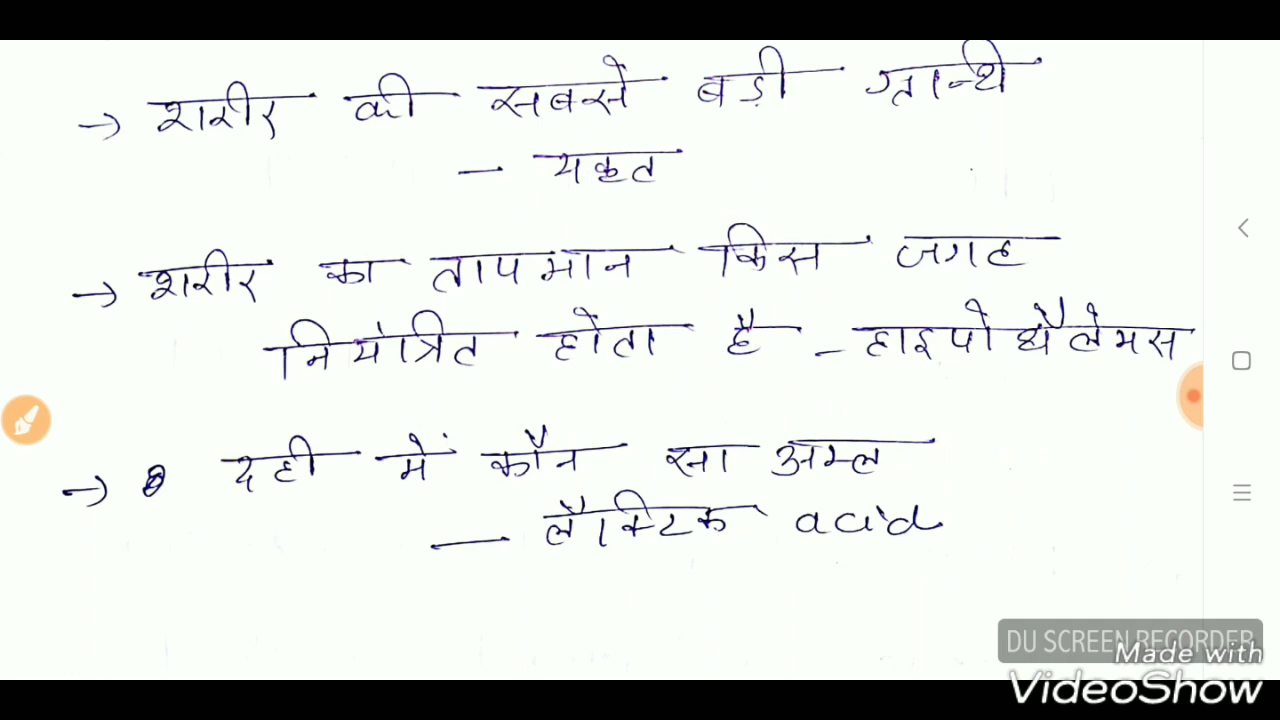 → शरीर की सबसे बड़ी ग्रन्थि
— यकृत
→ शरीर का तापमान किस जगह
नियंत्रित होता है – हाइपोथैलेमस
→ दही में कौन सा अम्ल
— लैक्टिक acid
DU SCREEN RECORDER
Made with
VideoShow